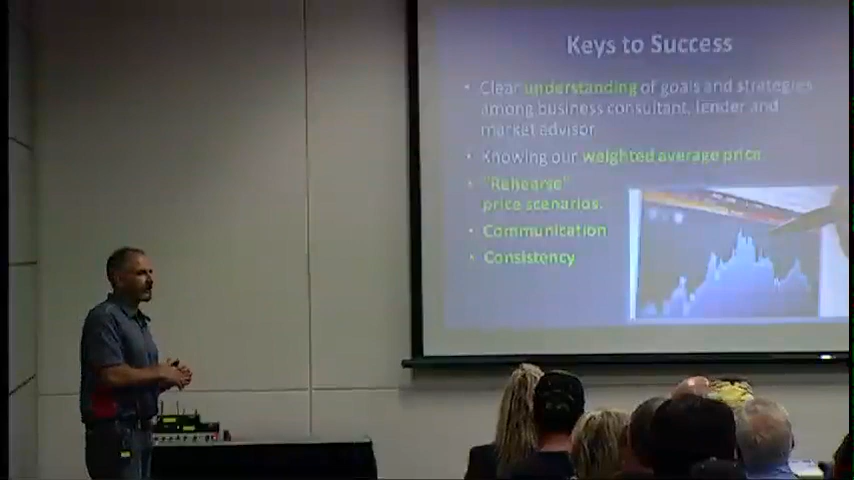 Keys to Success
• Clear understanding of goals and strategies
among business consultant, lender and
market advisor
• Knowing our weighted average price.
• "Rehearse"
price scenarios.
• Communication
• Consistency